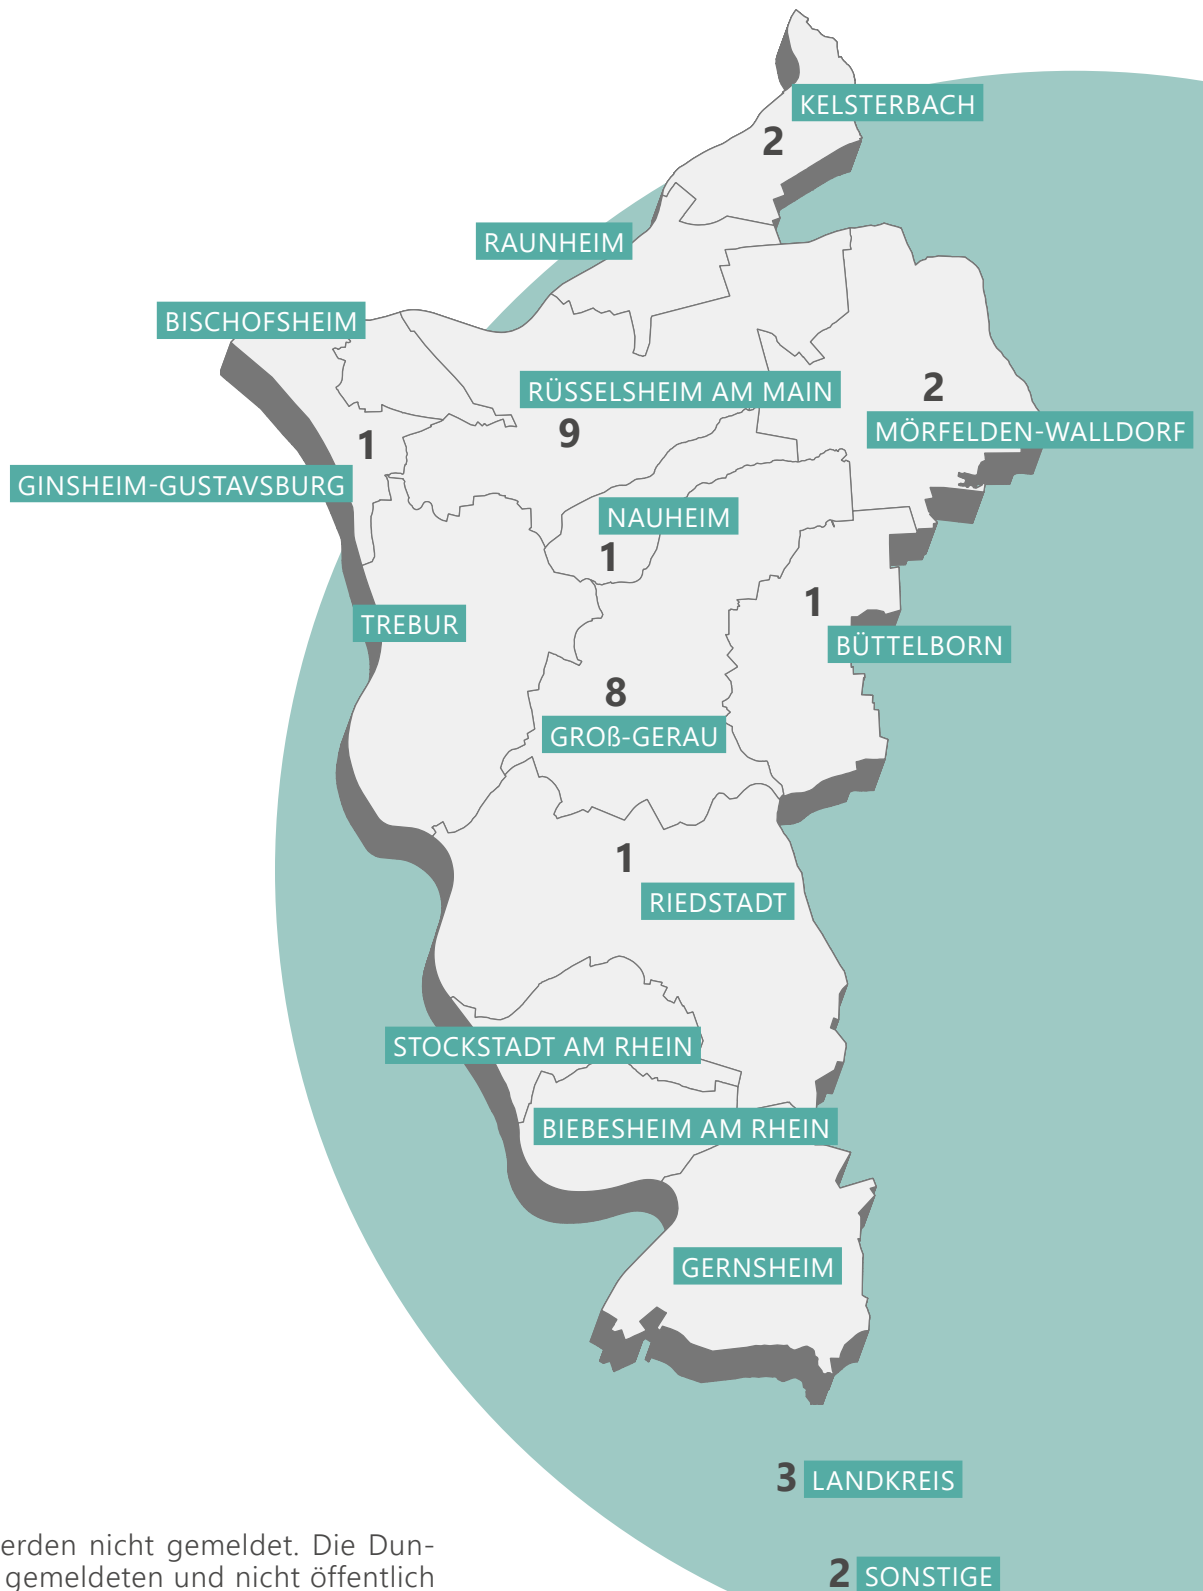 KELSTERBACH
2
RAUNHEIM
BISCHOFSHEIM
RÜSSELSHEIM AM MAIN
9
2
MÖRFELDEN-WALLDORF
1
GINSHEIM-GUSTAVSBURG
NAUHEIM
1
1
BÜTTELBORN
TREBUR
8
GROß-GERAU
1
RIEDSTADT
STOCKSTADT AM RHEIN
BIEBESHEIM AM RHEIN
GERNSHEIM
3 LANDKREIS
erden nicht gemeldet. Die Dun-
gemeldeten und nicht öffentlich
2 SONSTIGE